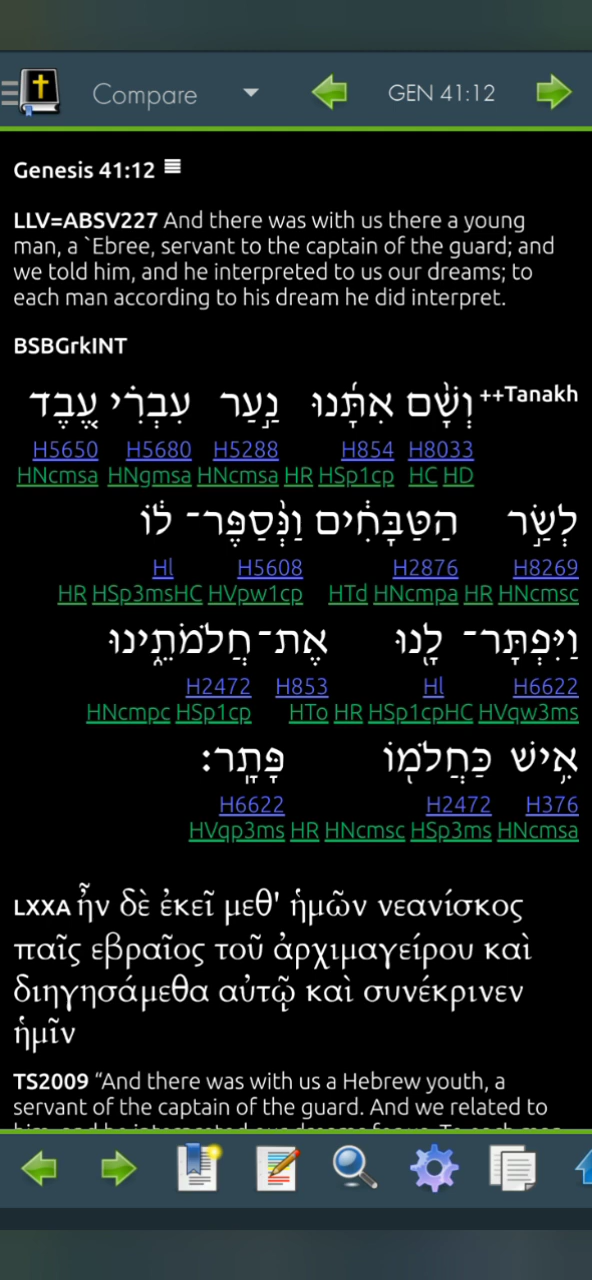 Compare
GEN 41:12
Genesis 41:12
LLV=ABSV227 And there was with us there a young
man, a `Ebree, servant to the captain of the guard; and
we told him, and he interpreted to us our dreams; to
each man according to his dream he did interpret.
BSBGrkINT
++Tanakh וְשָׁ֨ם אִתָּ֜נוּ נַ֣עַר עִבְרִ֗י עֶ֚בֶד
H5650 H5680 H5288 H854 H8033
HNcmsa HNgmsa HNcmsa HR HSp1cp HC HD
לְשַׂ֣ר הַטַּבָּחִ֔ים וַנְּ֨סַפֶּר־ ל֔וֹ
Hl H5608 H2876 H8269
HR HSp3msHC HVpw1cp HTd HNcmpa HR HNcmsc
וַיִּפְתָּר־ לָ֖נוּ אֶת־חֲלֹמֹתֵ֑ינוּ
H2472 H853 Hl H6622
HNcmpc HSp1cp HTo HR HSp1cpHC HVqw3ms
אִ֥ישׁ כַּחֲלֹמ֖וֹ פָּתָֽר׃
H6622 H2472 H376
HVqp3ms HR HNcmsc HSp3ms HNcmsa
LXXA ἦν δὲ ἐκεῖ μεθ' ἡμῶν νεανίσκος
παῖς εβραῖος τοῦ ἀρχιμαγείρου καὶ
διηγησάμεθα αὐτῷ καὶ συνέκρινεν
ἡμῖν
TS2009 “And there was with us a Hebrew youth, a
servant of the captain of the guard. And we related to